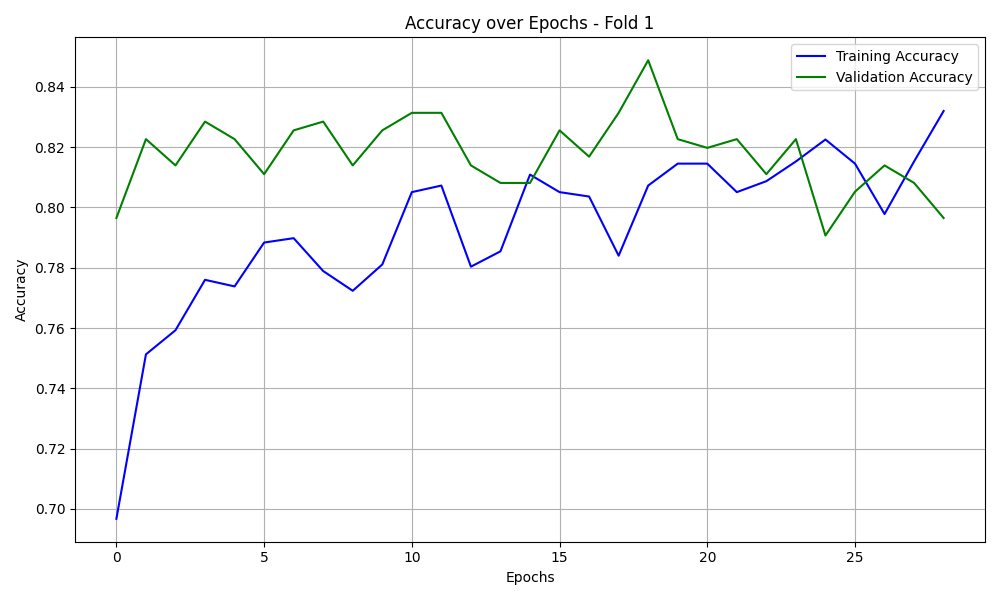 Accuracy over Epochs - Fold 1
Training Accuracy
Validation Accuracy
Accuracy
0.84
0.82
0.80
0.78
0.76
0.74
0.72
0.70
0 5 10 15 20 25
Epochs